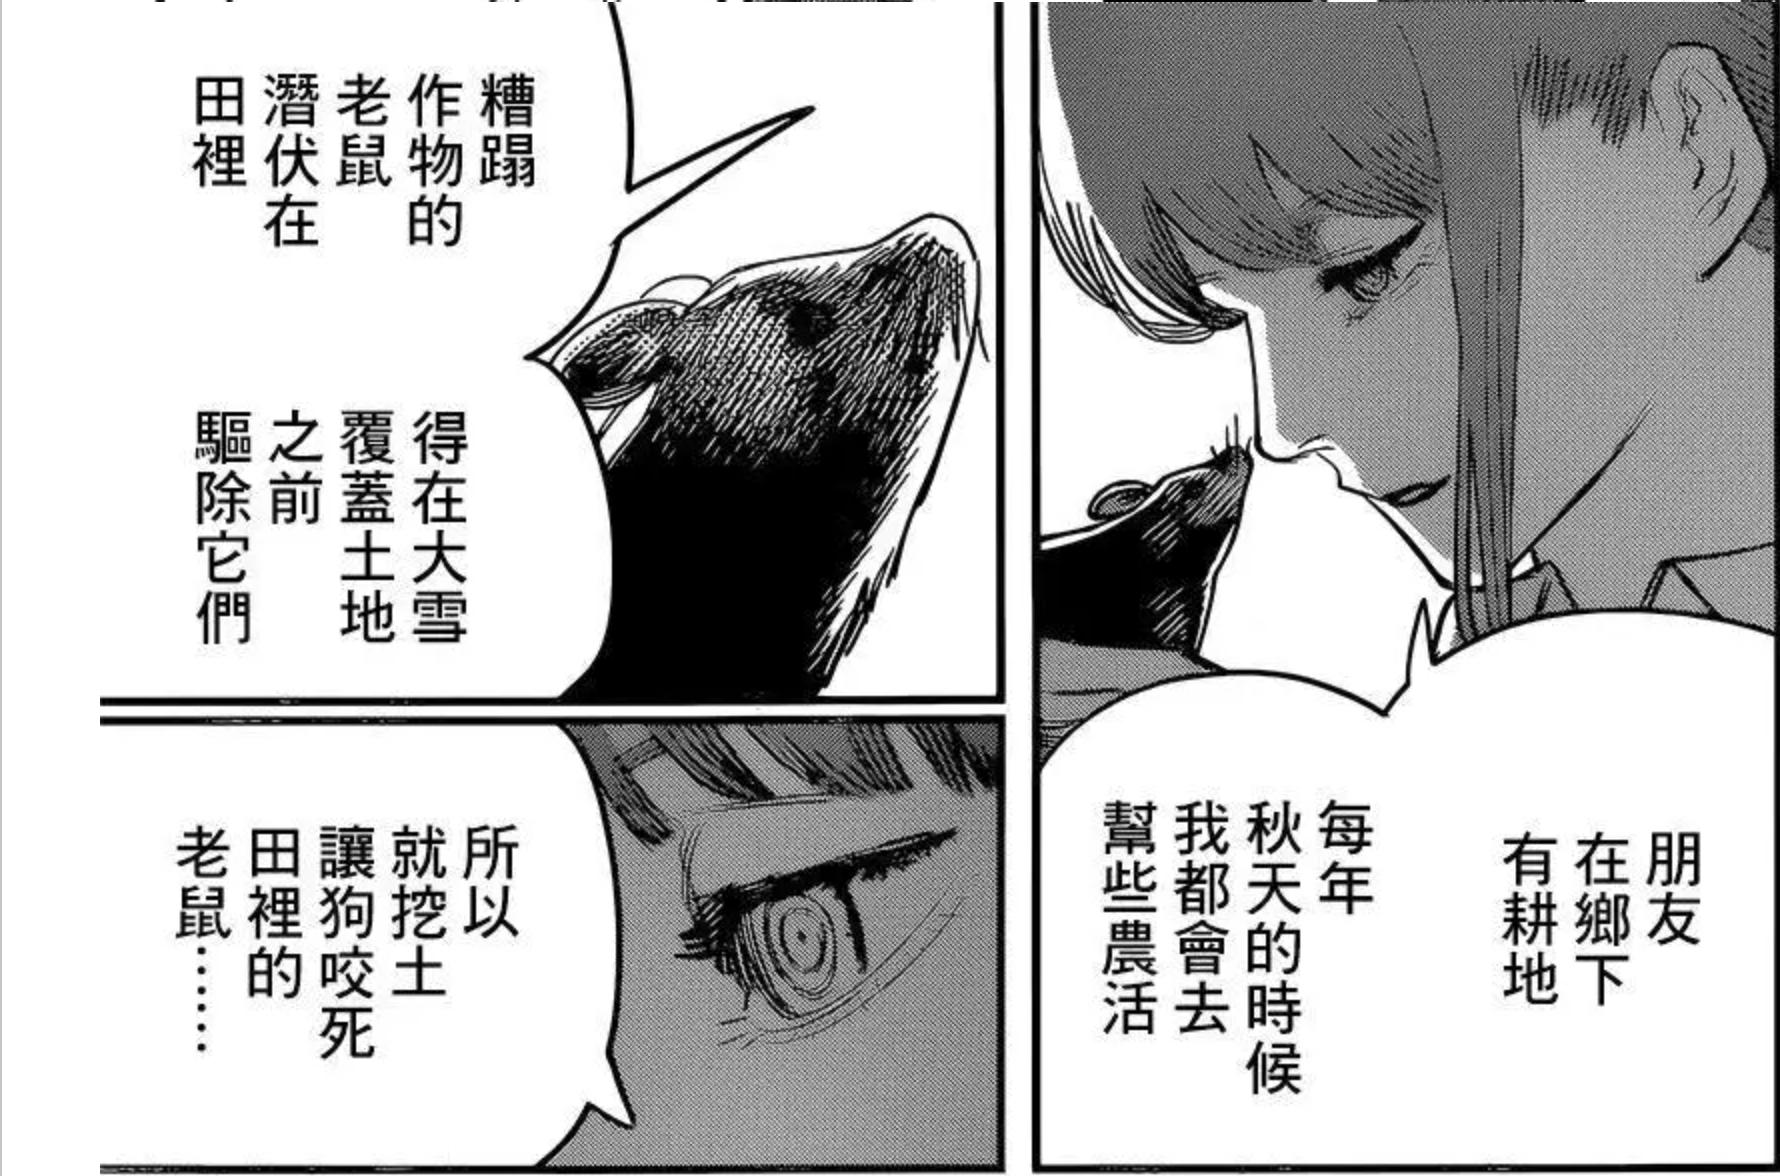 朋友
在鄉下
有耕地
每年
秋天的時候
我都會去
幫些農活
糟蹋
作物的
老鼠
潛伏在
田裡
得在大雪
覆蓋土地
之前
驅除它們
所以
就挖土
讓狗咬死
田裡的
老鼠⋯⋯